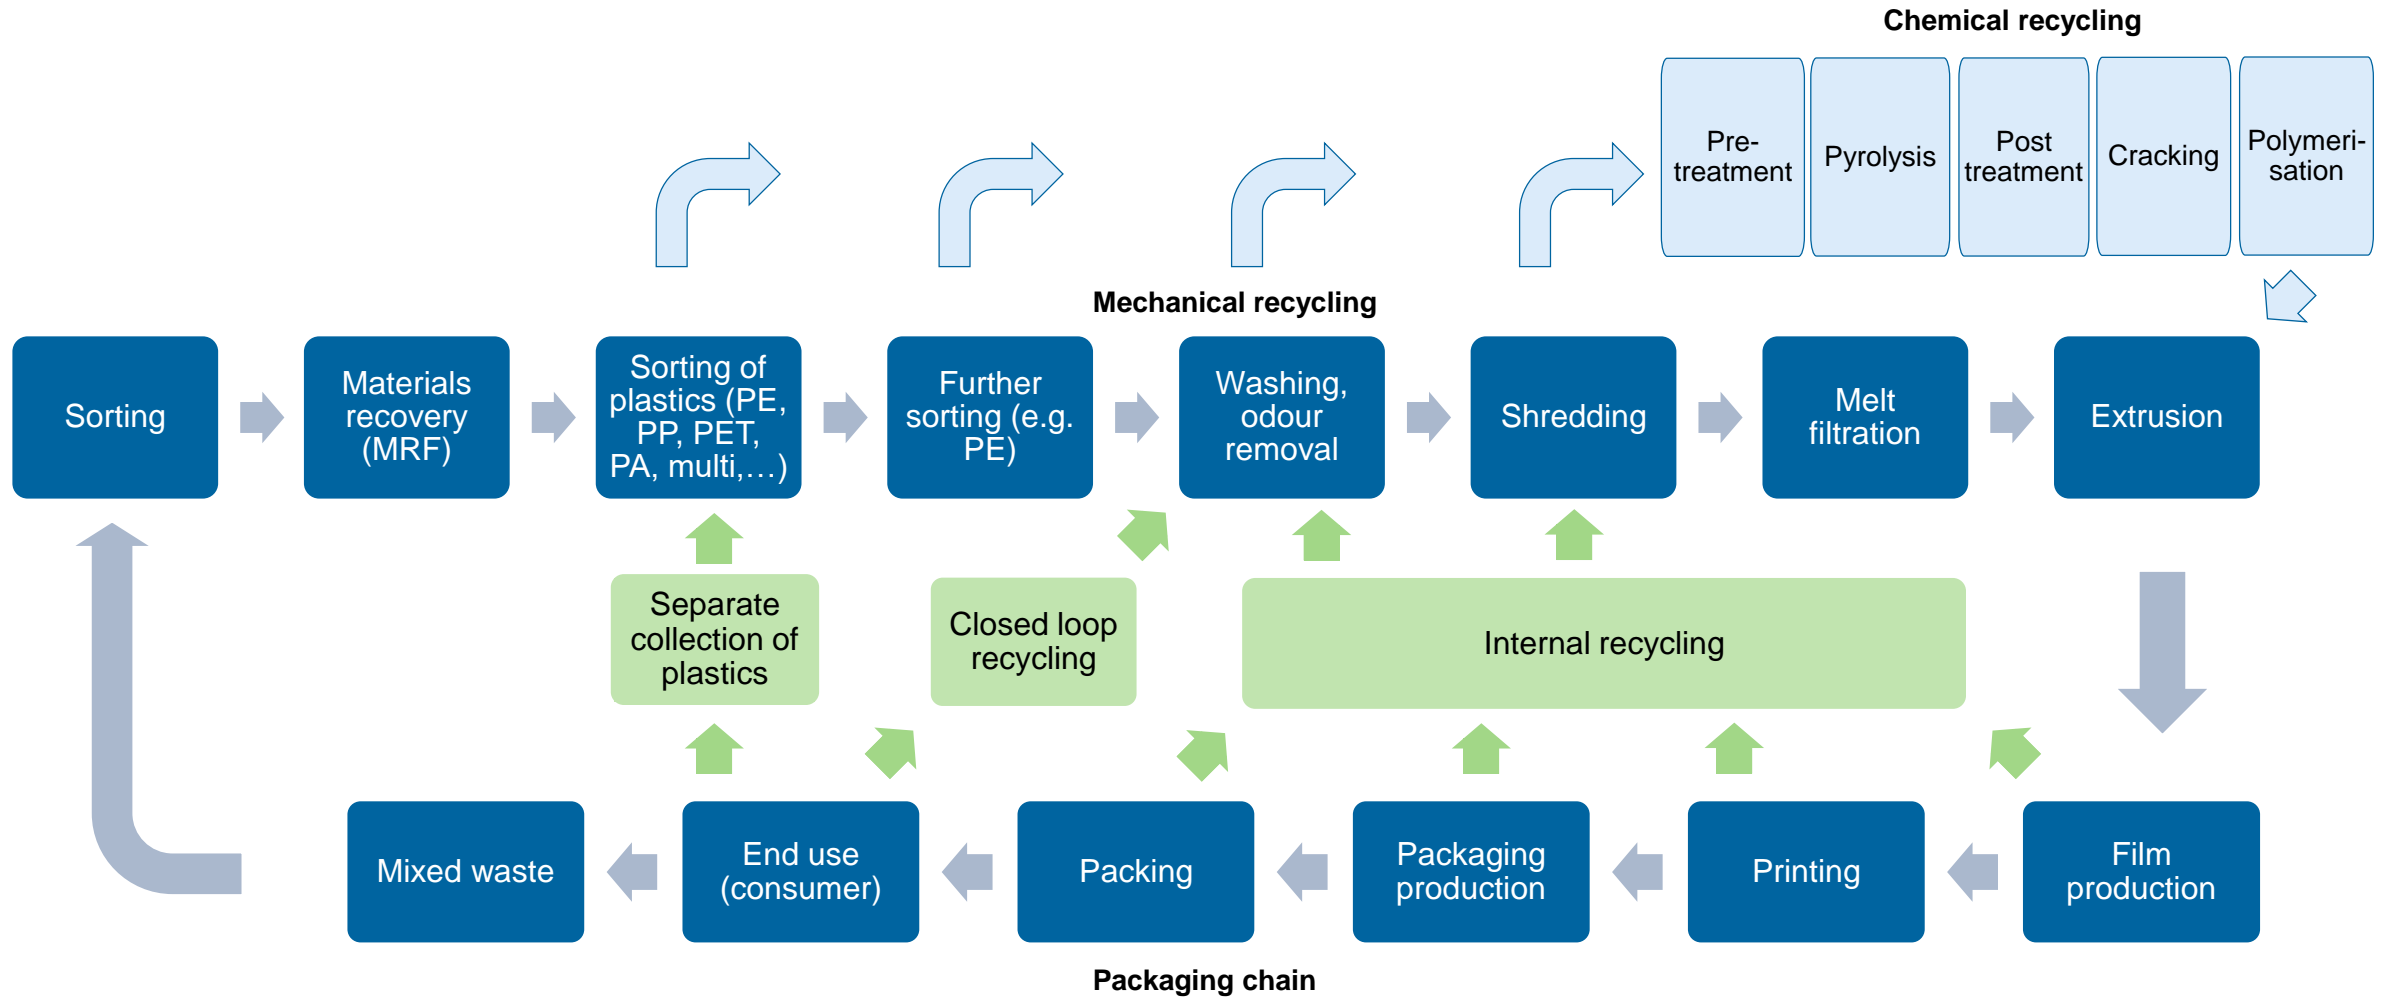 Chemical recycling
Pre-
treatment
Pyrolysis
Post
treatment
Cracking
Polymeri-
sation
Mechanical recycling
Sorting
Materials
recovery
(MRF)
Sorting of
plastics (PE,
PP, PET,
PA, multi,…)
Further
sorting (e.g.
PE)
Washing,
odour
removal
Shredding
Melt
filtration
Extrusion
Separate
collection of
plastics
Closed loop
recycling
Internal recycling
Mixed waste
End use
(consumer)
Packing
Packaging
production
Printing
Film
production
Packaging chain